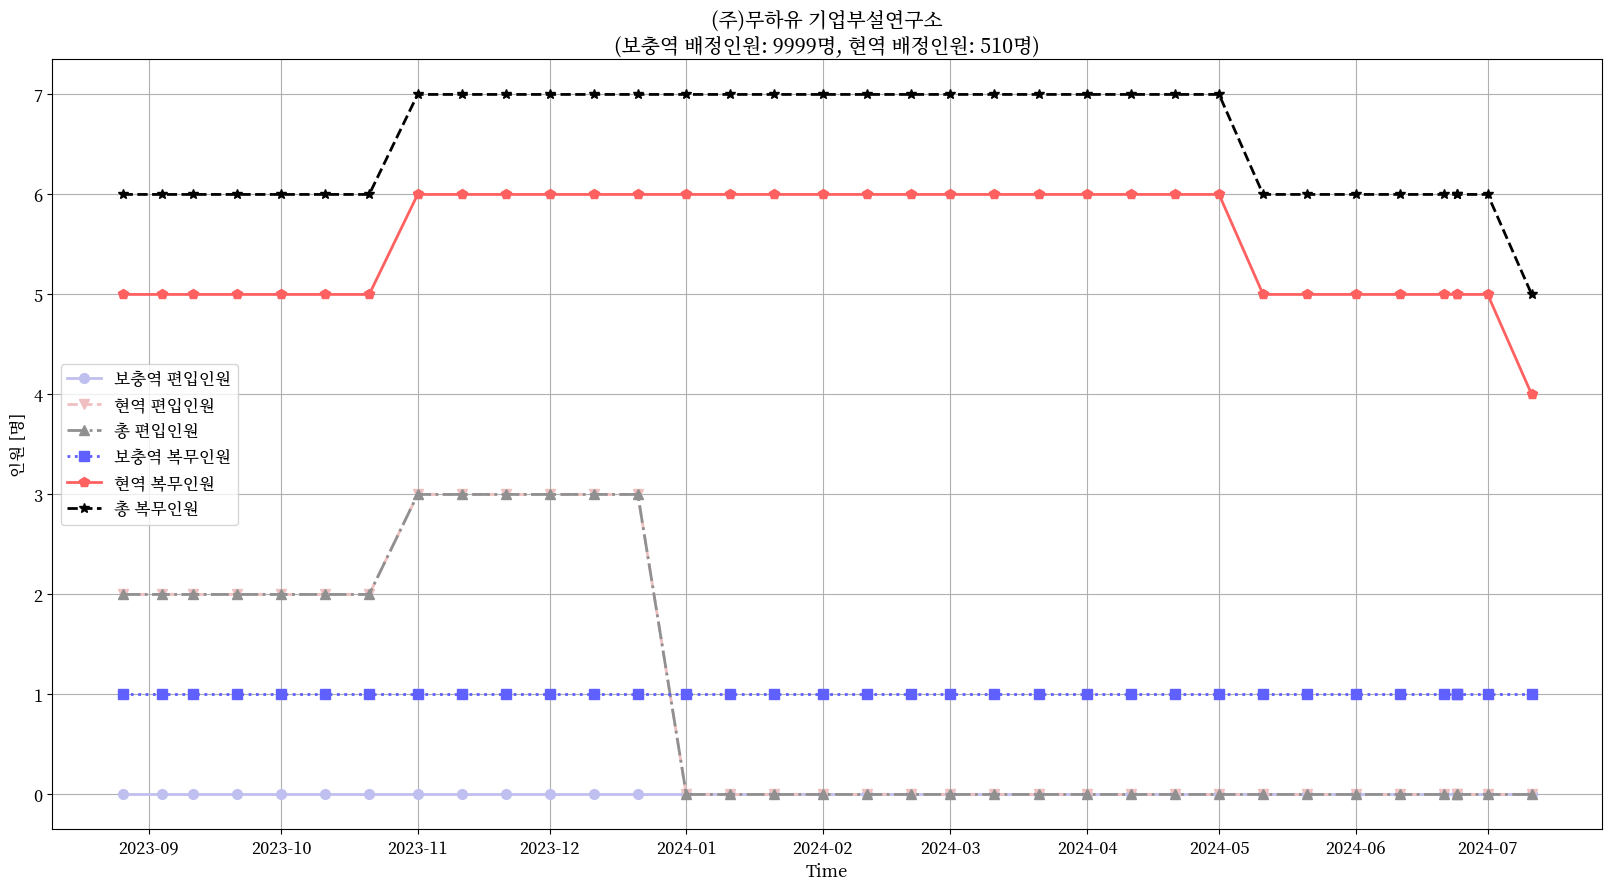 (주)무하유 기업부설연구소
(보충역 배정인원: 9999명, 현역 배정인원: 510명)
7
6
5
4
3
2
1
0
인원 [명]
보충역 편입인원
현역 편입인원
총 편입인원
보충역 복무인원
현역 복무인원
총 복무인원
2023-09 2023-10 2023-11 2023-12 2024-01 2024-02 2024-03 2024-04 2024-05 2024-06 2024-07
Time